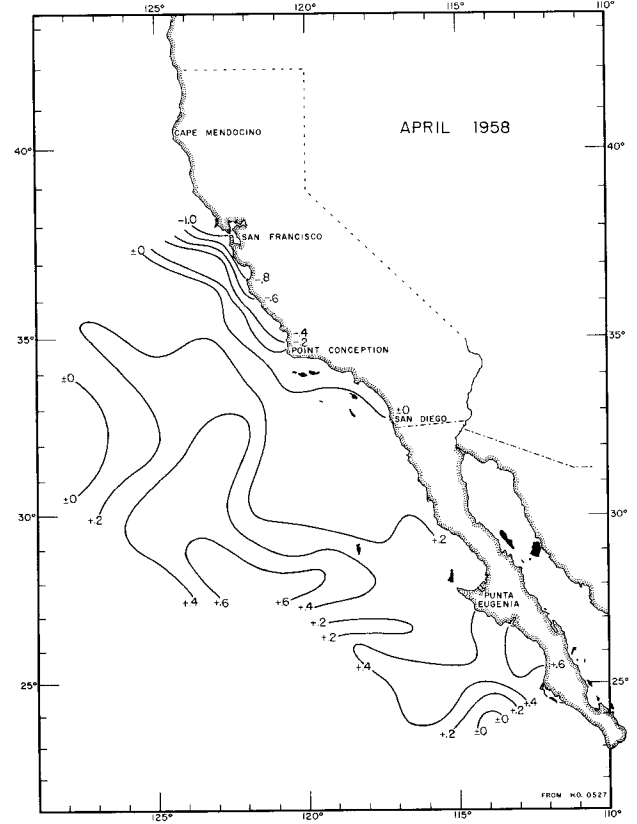 125° 120° 115° 110°
APRIL 1958
CAPE MENDOCINO
40° 40°
-1.0
SAN FRANCISCO
±0
-.8
-.6
-.4
35° 35°
-.2
POINT CONCEPTION
±0
±0
SAN DIEGO
±0
+.2
30° 30°
+.2
PUNTA
EUGENIA
+.4 +.6 +.6 +.4
+.2
+.2
+.4 +.6
25° 25°
+.4
+.2
±0
+.2 ±0
FROM H.O. 0527
125° 120° 115° 110°